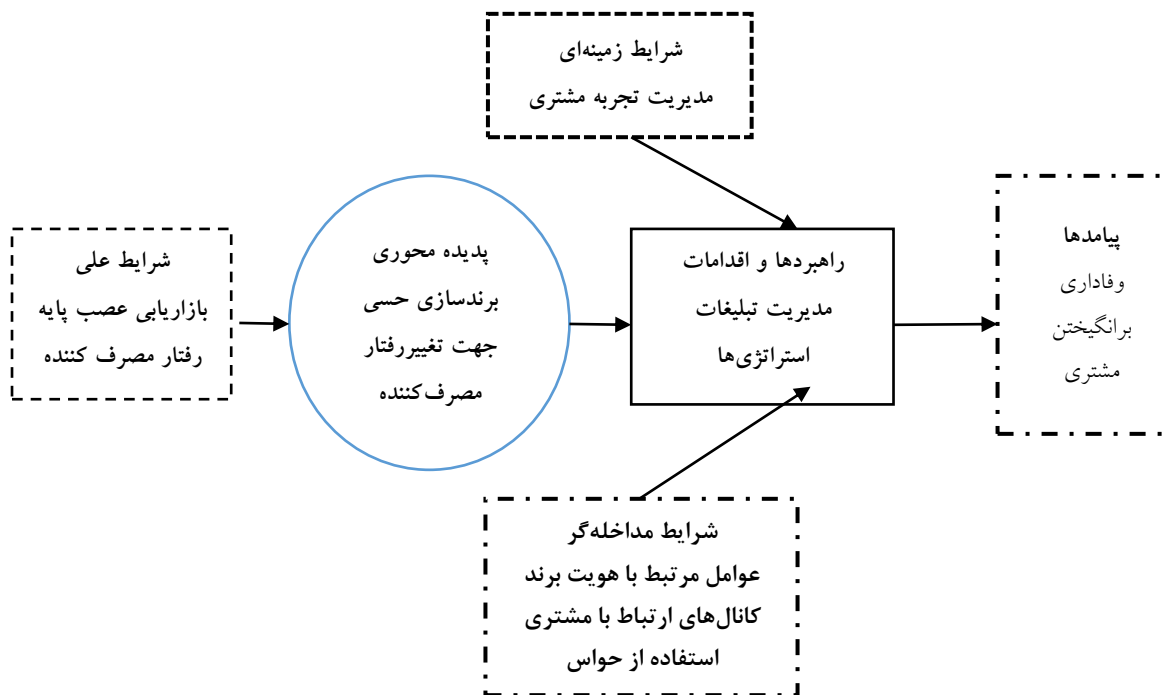 شرایط زمینه‌ای
مدیریت تجربه مشتری
شرایط علی
بازاریابی عصب پایه
رفتار مصرف کننده
پدیده محوری
برندسازی حسی
جهت تغییررفتار
مصرف‌کننده
راهبردها و اقدامات
مدیریت تبلیغات
استراتژی‌ها
پیامدها
وفاداری
برانگیختن
مشتری
شرایط مداخله‌گر
عوامل مرتبط با هویت برند
کانال‌های ارتباط با مشتری
استفاده از حواس